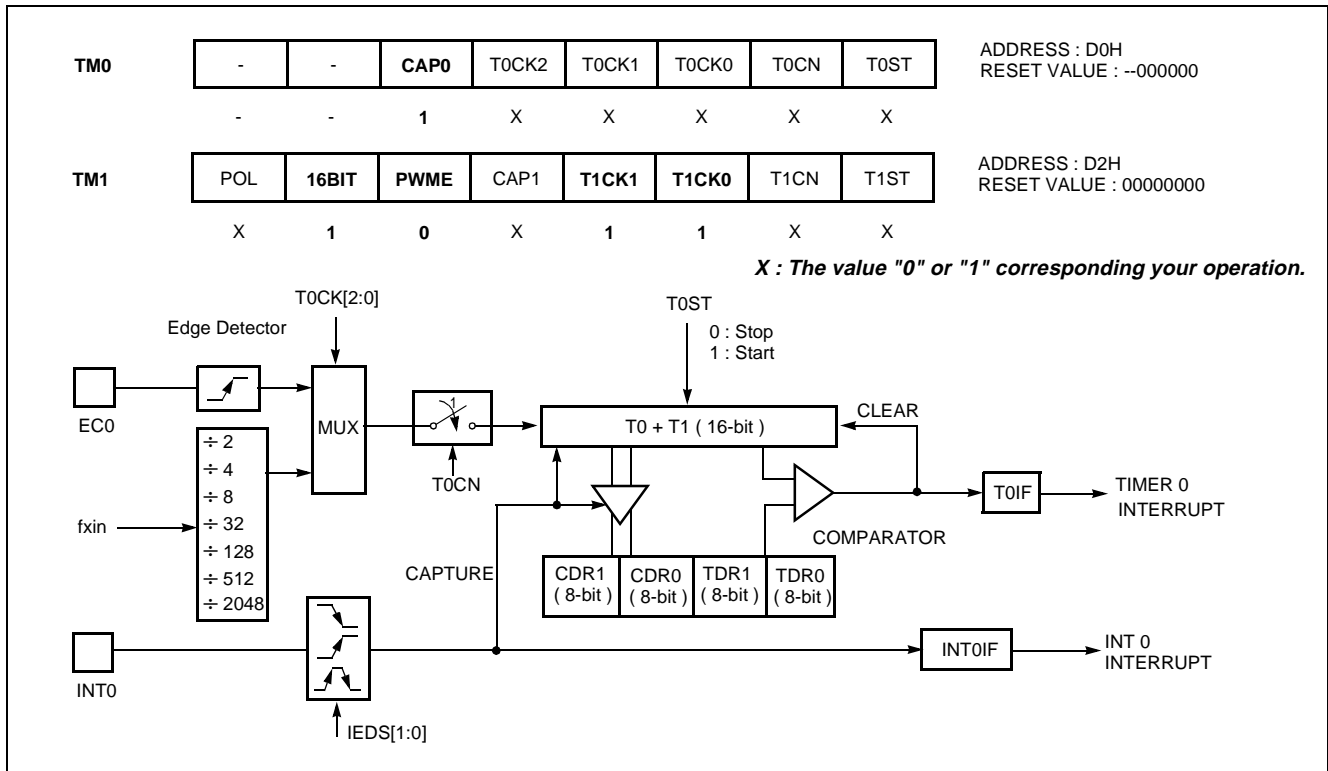 TM0 - - CAP0 T0CK2 T0CK1 T0CK0 T0CN T0ST
ADDRESS : D0H
RESET VALUE : --000000
- - 1 X X X X X
TM1 POL 16BIT PWME CAP1 T1CK1 T1CK0 T1CN T1ST
ADDRESS : D2H
RESET VALUE : 00000000
X 1 0 X 1 1 X X
X : The value "0" or "1" corresponding your operation.
T0CK[2:0]
Edge Detector
T0ST
0 : Stop
1 : Start
EC0
MUX
1
T0CN
T0 + T1 ( 16-bit )
CLEAR
fxin
÷ 2
÷ 4
÷ 8
÷ 32
÷ 128
÷ 512
÷ 2048
COMPARATOR
T0IF
TIMER 0
INTERRUPT
CAPTURE
CDR1
( 8-bit )
CDR0
( 8-bit )
TDR1
( 8-bit )
TDR0
( 8-bit )
INT0
IEDS[1:0]
INT0IF
INT 0
INTERRUPT